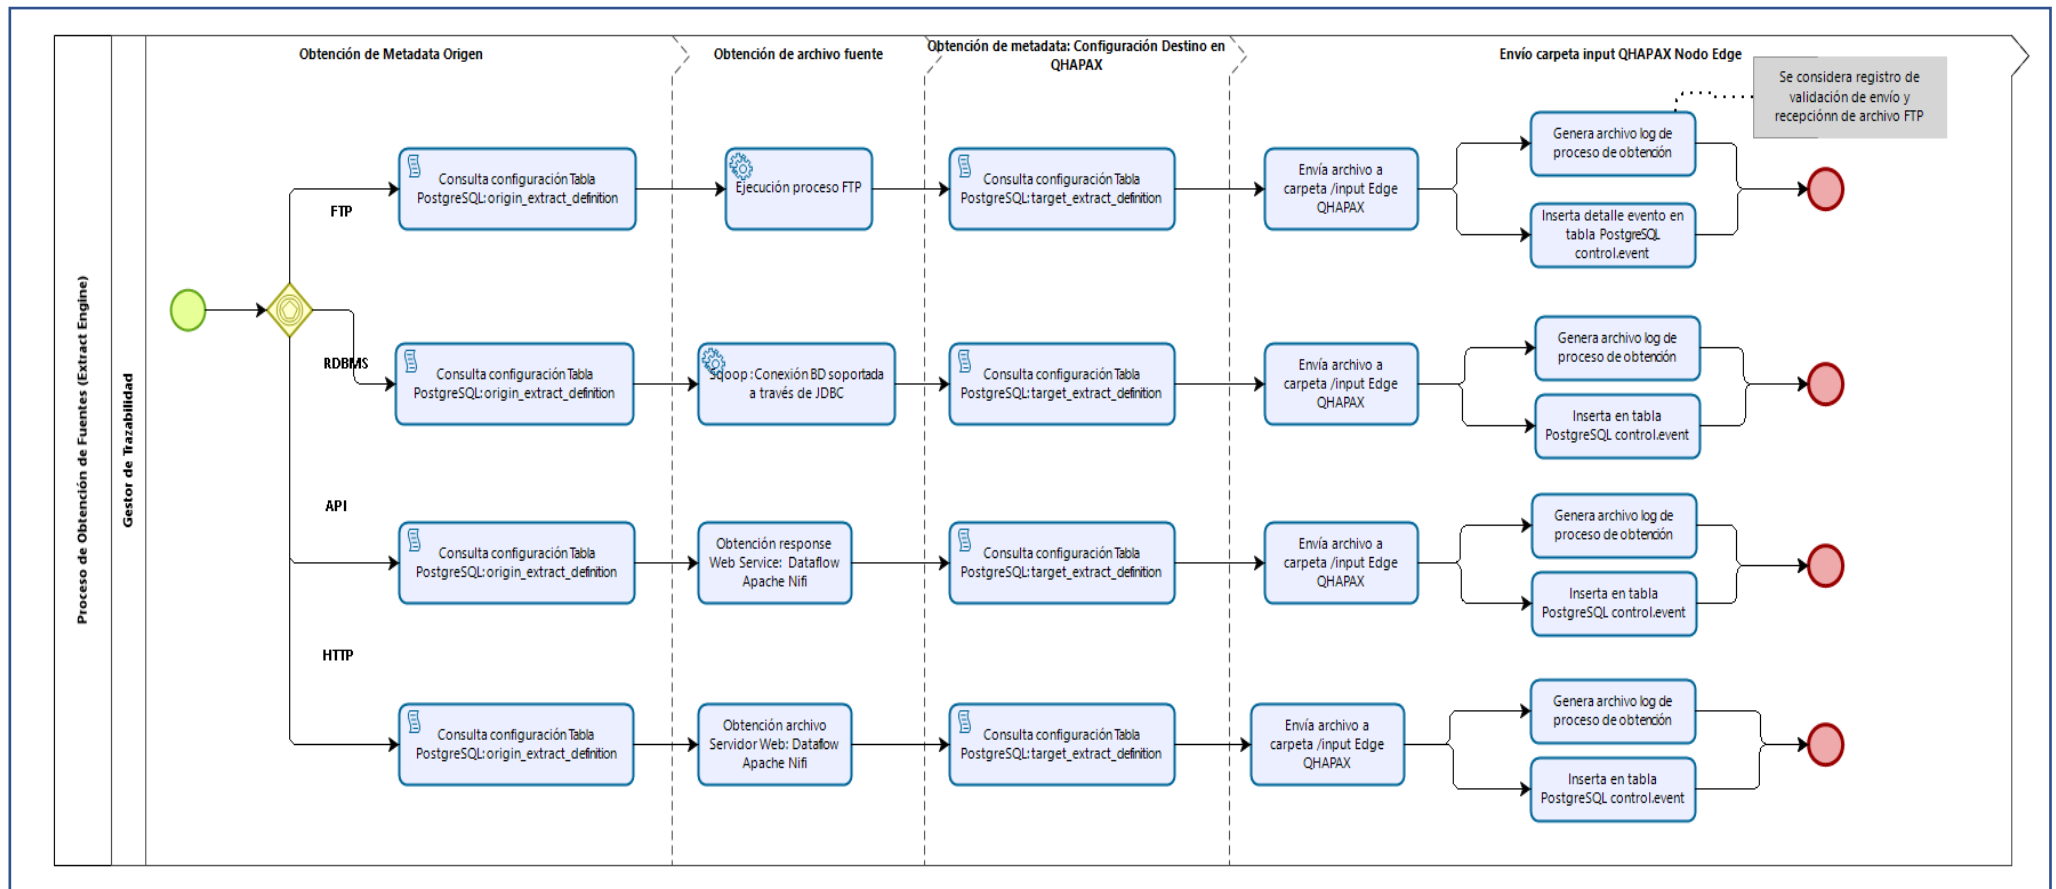 Proceso de Obtención de Fuentes (Extract Engine)
Gestor de Trazabilidad
Obtención de Metadata Origen
Obtención de archivo fuente
Obtención de metadata: Configuración Destino en
QHAPAX
Envío carpeta input QHAPAX Nodo Edge
Se considera registro de
validación de envío y
recepciónn de archivo FTP
FTP
Consulta configuración Tabla
PostgreSQL: origin_extract_definition
Ejecución proceso FTP
Consulta configuración Tabla
PostgreSQL: target_extract_definition
Envía archivo a
carpeta /input Edge
QHAPAX
Genera archivo log de
proceso de obtención
Inserta detalle evento en
tabla PostgreSQL
control.event
RDBMS
Consulta configuración Tabla
PostgreSQL: origin_extract_definition
Sqoop: Conexión BD soportada
a través de JDBC
Consulta configuración Tabla
PostgreSQL: target_extract_definition
Envía archivo a
carpeta /input Edge
QHAPAX
Genera archivo log de
proceso de obtención
Inserta en tabla
PostgreSQL control.event
API
Consulta configuración Tabla
PostgreSQL: origin_extract_definition
Obtención response
Web Service: Dataflow
Apache Nifi
Consulta configuración Tabla
PostgreSQL: target_extract_definition
Envía archivo a
carpeta /input Edge
QHAPAX
Genera archivo log de
proceso de obtención
Inserta en tabla
PostgreSQL control.event
HTTP
Consulta configuración Tabla
PostgreSQL: origin_extract_definition
Obtención archivo
Servidor Web: Dataflow
Apache Nifi
Consulta configuración Tabla
PostgreSQL: target_extract_definition
Envía archivo a
carpeta /input Edge
QHAPAX
Genera archivo log de
proceso de obtención
Inserta en tabla
PostgreSQL control.event